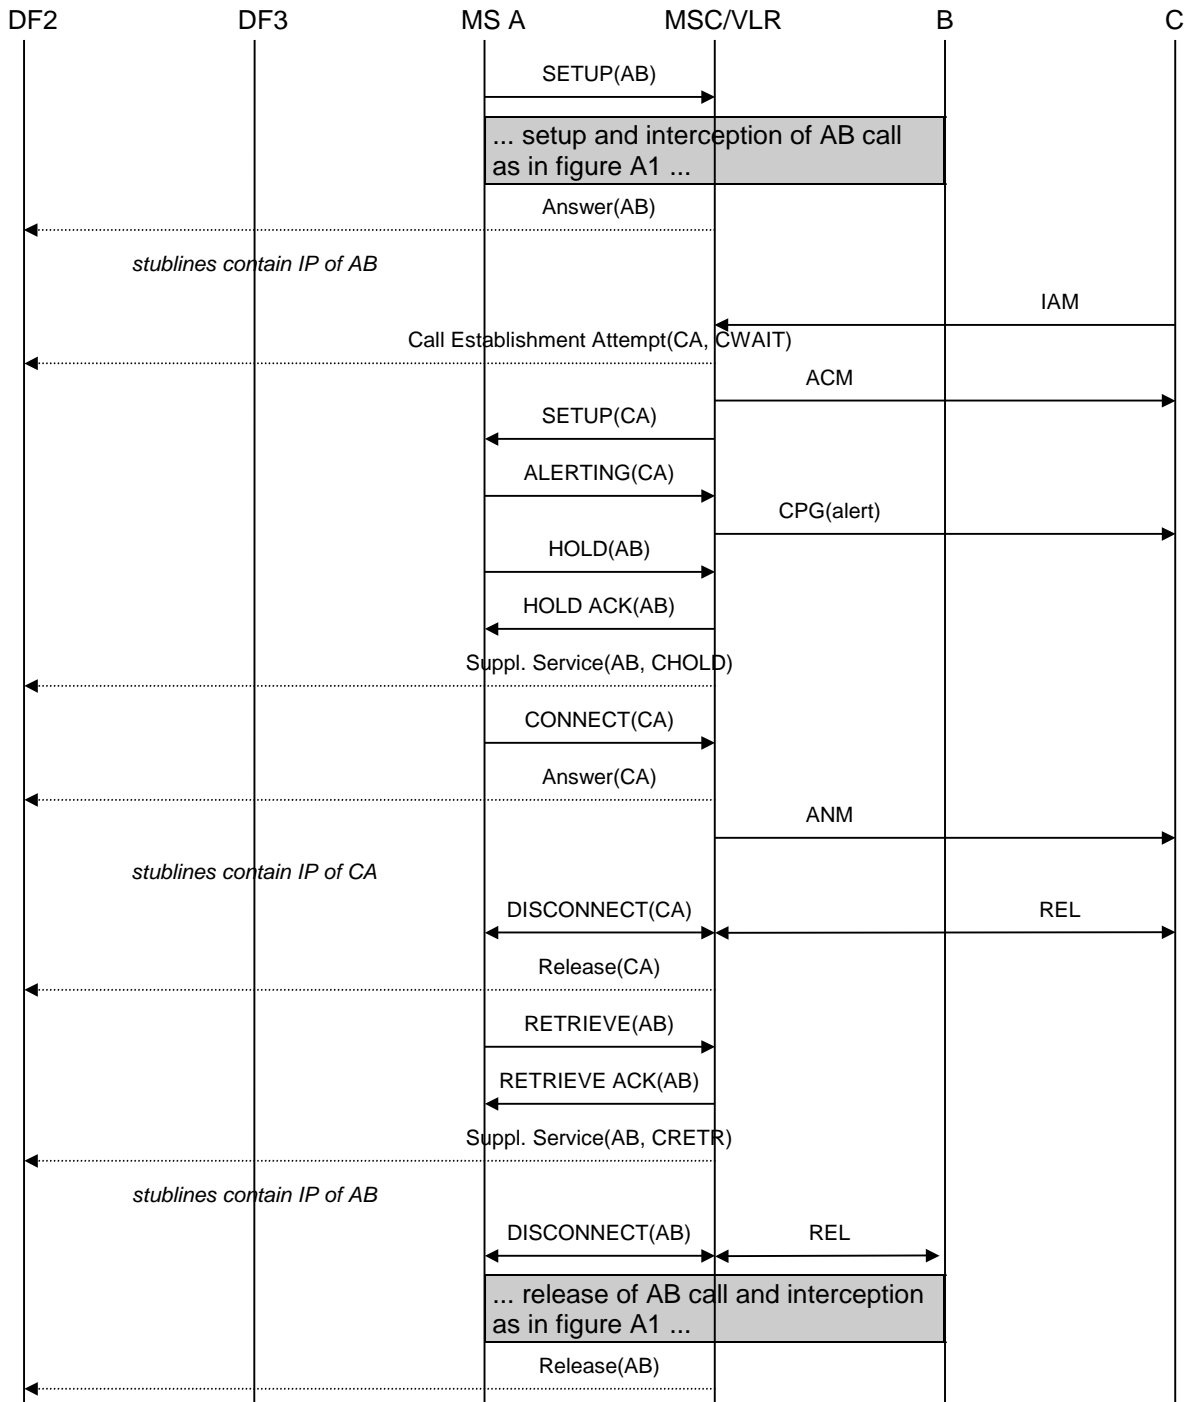 DF2 DF3 MS A MSC/VLR B C
SETUP(AB)
... setup and interception of AB call
as in figure A1 ...
Answer(AB)
stublines contain IP of AB
IAM
Call Establishment Attempt(CA, CWAIT)
ACM
SETUP(CA)
ALERTING(CA)
CPG(alert)
HOLD(AB)
HOLD ACK(AB)
Suppl. Service(AB, CHOLD)
CONNECT(CA)
Answer(CA)
ANM
stublines contain IP of CA
DISCONNECT(CA) REL
Release(CA)
RETRIEVE(AB)
RETRIEVE ACK(AB)
Suppl. Service(AB, CRETR)
stublines contain IP of AB
DISCONNECT(AB) REL
... release of AB call and interception
as in figure A1 ...
Release(AB)